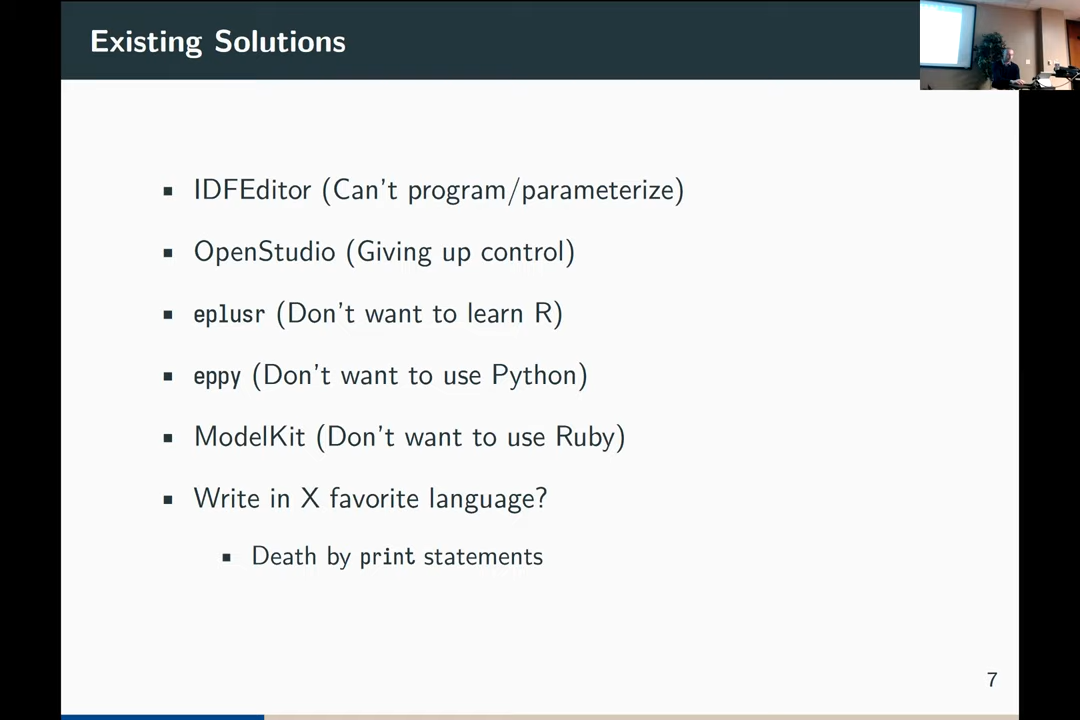 Existing Solutions
▪ IDFEditor (Can't program/parameterize)
▪ OpenStudio (Giving up control)
▪ eplusr (Don't want to learn R)
▪ eppy (Don't want to use Python)
▪ ModelKit (Don't want to use Ruby)
▪ Write in X favorite language?
▪ Death by print statements
7